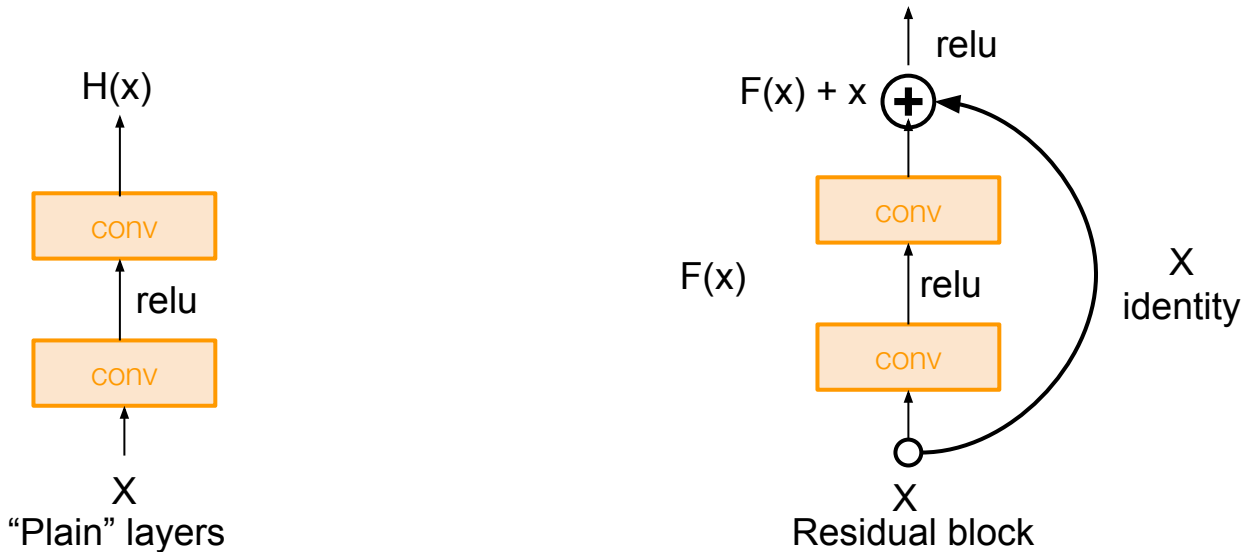 H(x)
conv
relu
conv
X
“Plain” layers
relu
F(x) + x
conv
F(x)
relu
X
identity
conv
X
Residual block